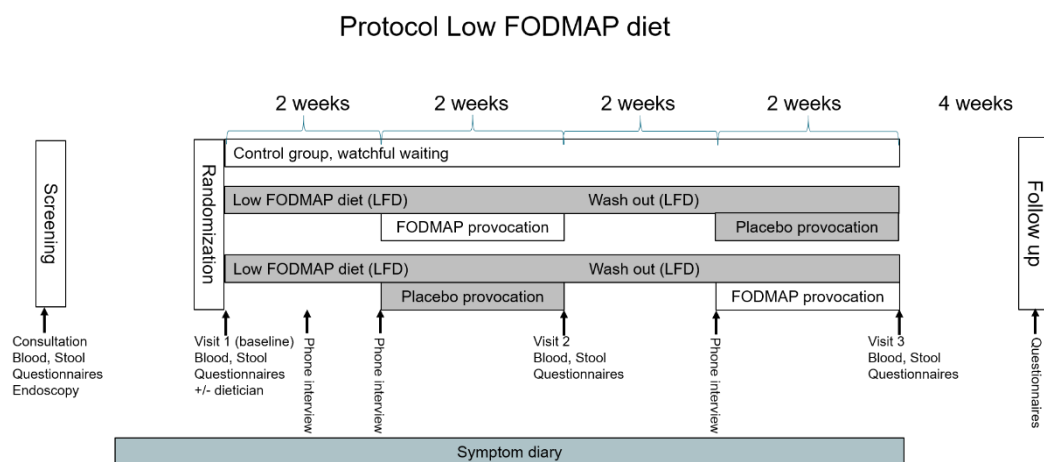 Protocol Low FODMAP diet
2 weeks
2 weeks
2 weeks
2 weeks
4 weeks
Screening
Randomization
Control group, watchful waiting
Low FODMAP diet (LFD)
Wash out (LFD)
FODMAP provocation
Placebo provocation
Low FODMAP diet (LFD)
Wash out (LFD)
Placebo provocation
FODMAP provocation
Follow up
Consultation
Blood, Stool
Questionnaires
Endoscopy
Visit 1 (baseline)
Blood, Stool
Questionnaires
+/- dietician
Phone interview
Phone interview
Visit 2
Blood, Stool
Questionnaires
Phone interview
Visit 3
Blood, Stool
Questionnaires
Questionnaires
Symptom diary